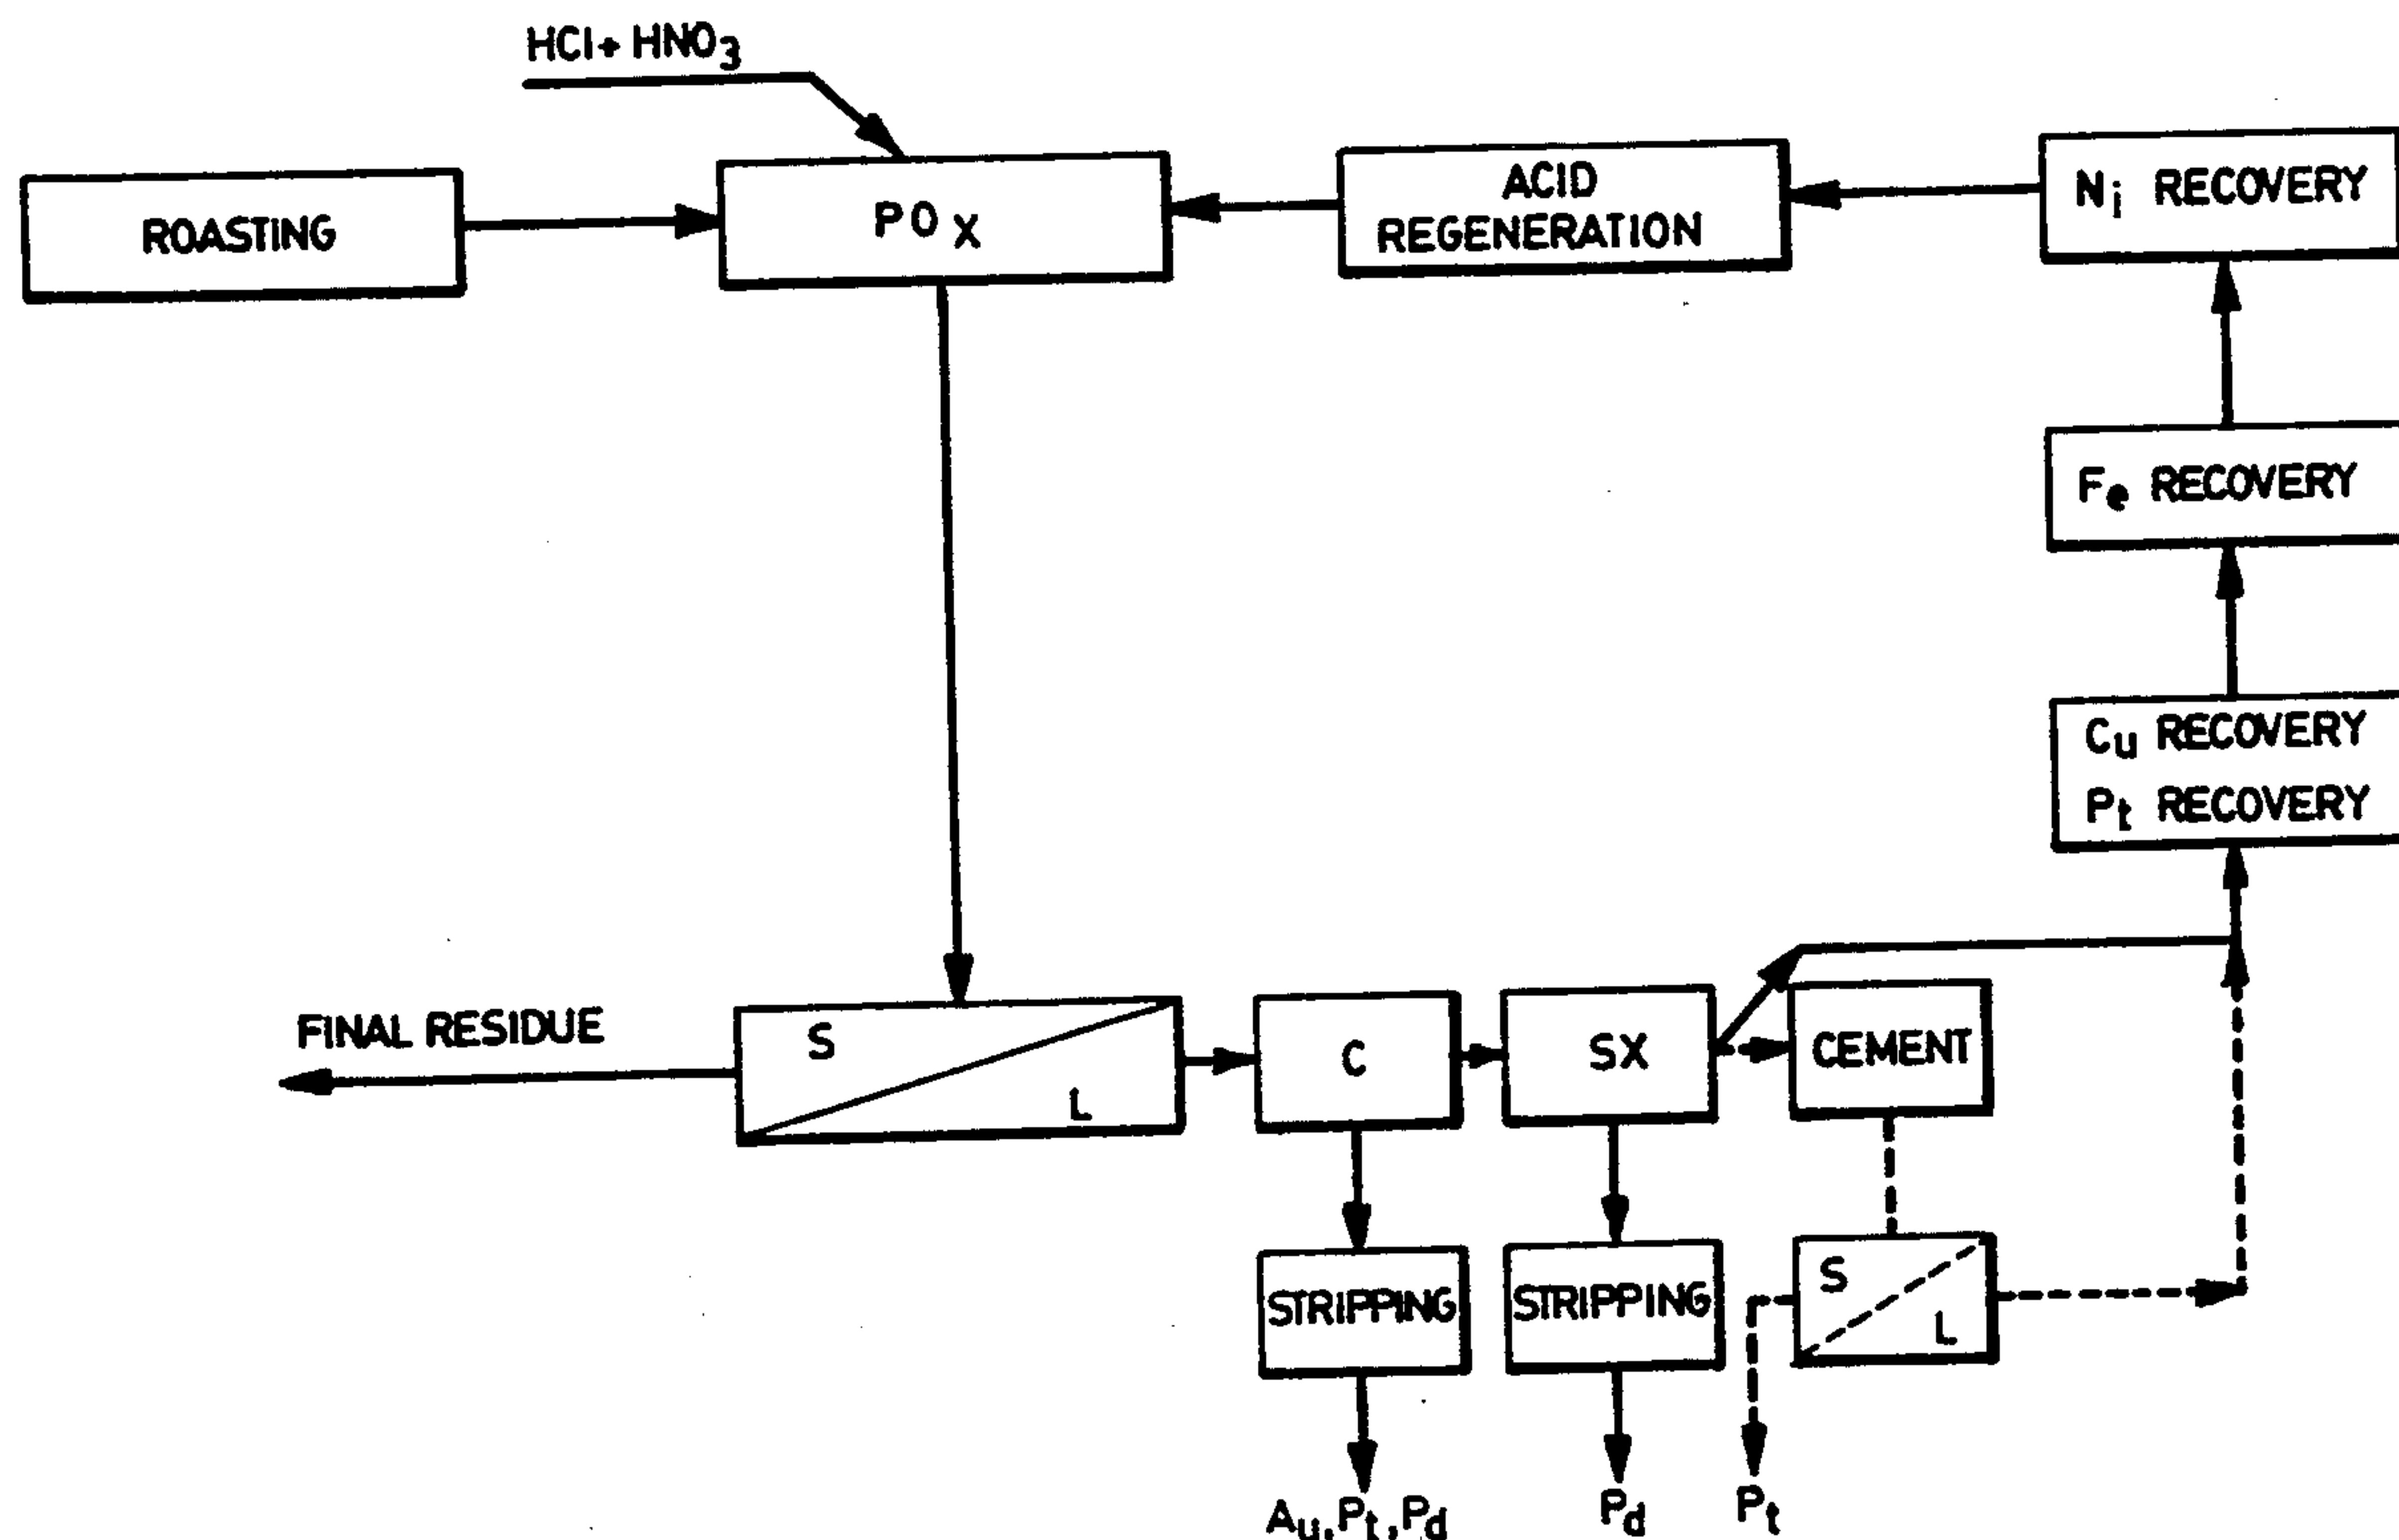 HCl + HNO3
ROASTING
POX
ACID
REGENERATION
Ni RECOVERY
Fe RECOVERY
Cu RECOVERY
Pt RECOVERY
FINAL RESIDUE
S
L
C
SX
CEMENT
STRIPPING
STRIPPING
S
L
Au, Pt, Pd
Pd
Pt